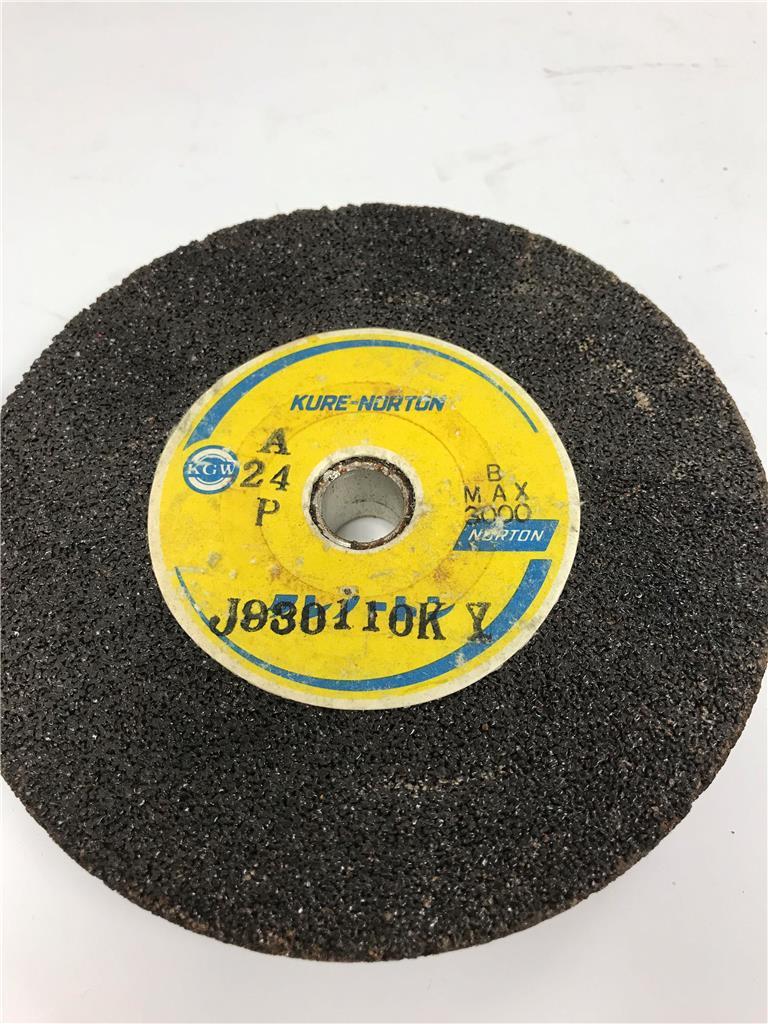 KURE-NORTON
KGW
A
24
P
B
MAX
3000
NORTON
J930110K